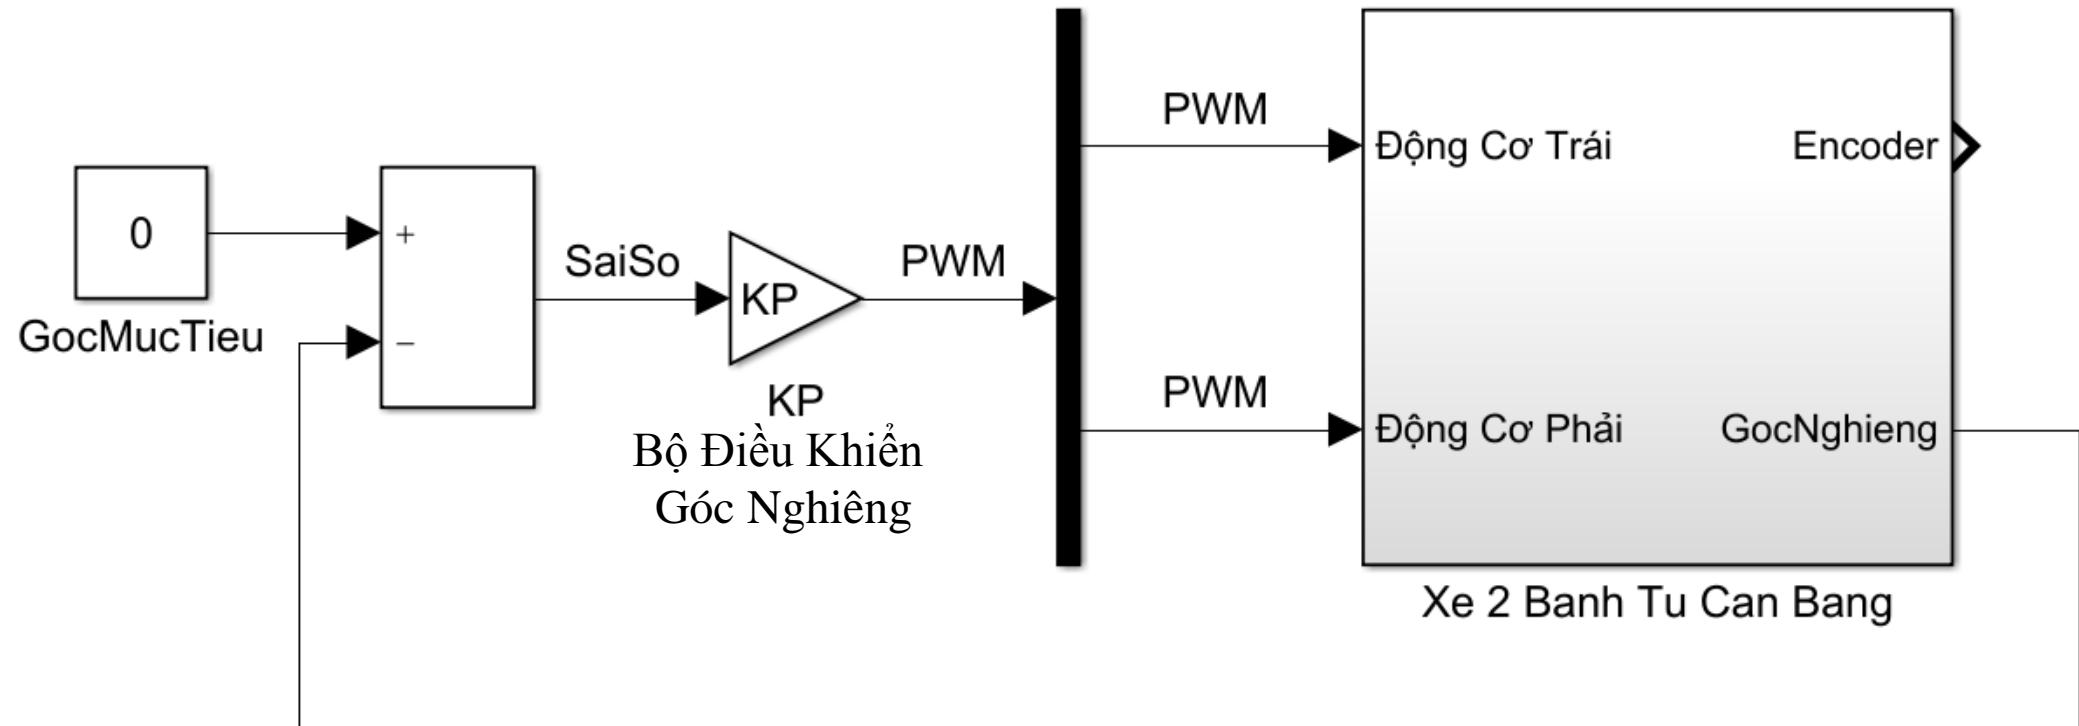 0
GocMucTieu
+
−
SaiSo
KP
KP
Bộ Điều Khiển
Góc Nghiêng
PWM
PWM
PWM
Động Cơ Trái
Encoder
Động Cơ Phải
GocNghieng
Xe 2 Banh Tu Can Bang